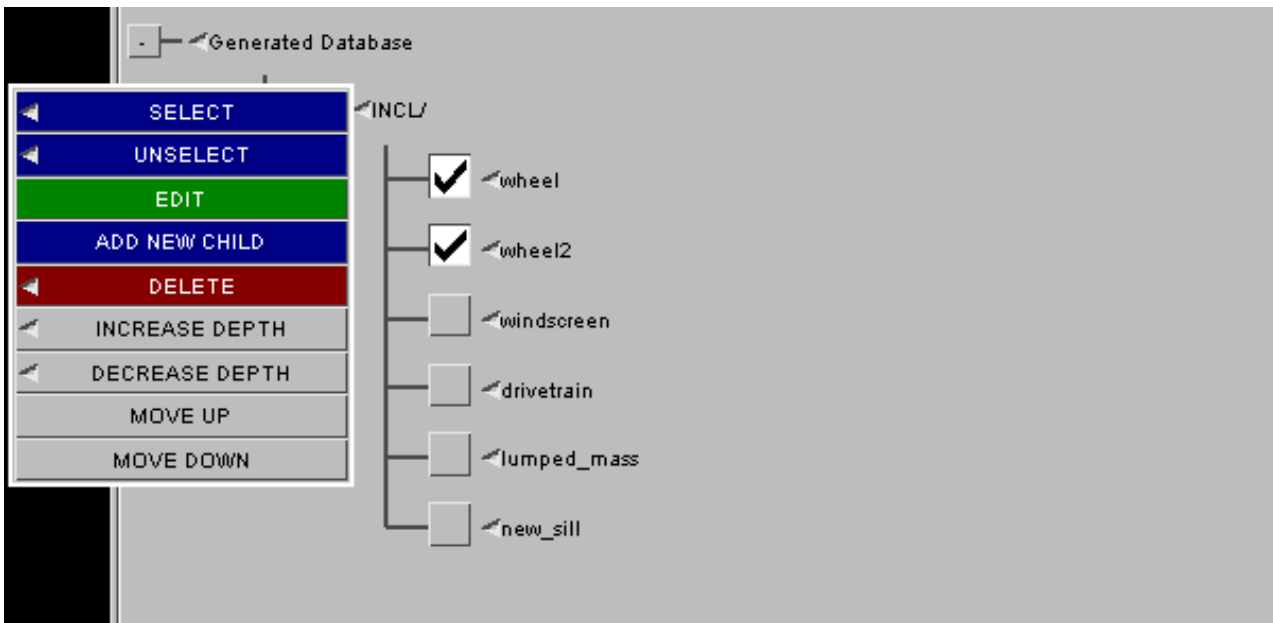 Generated Database
SELECT
INCL/
UNSELECT
wheel
EDIT
ADD NEW CHILD
wheel2
DELETE
INCREASE DEPTH
windscreen
DECREASE DEPTH
drivetrain
MOVE UP
MOVE DOWN
lumped_mass
new_sill